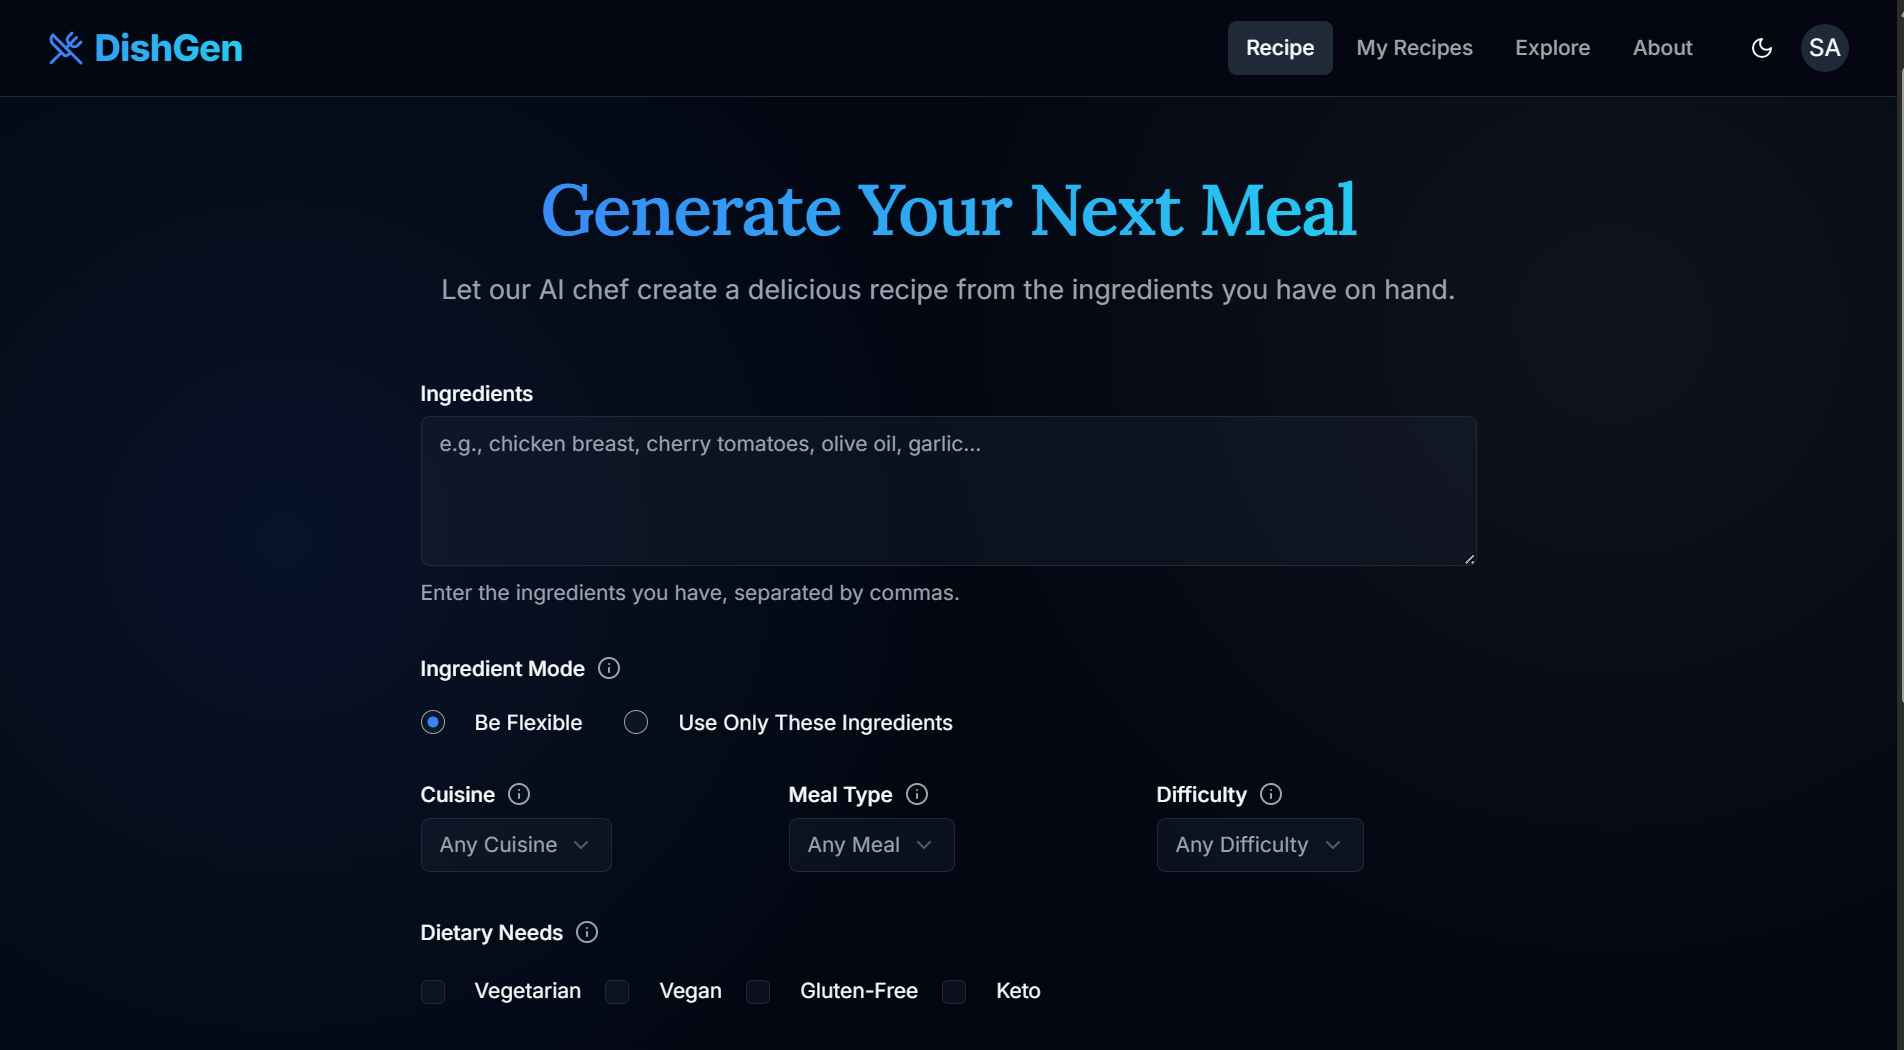 DishGen
Recipe My Recipes Explore About SA
Generate Your Next Meal
Let our AI chef create a delicious recipe from the ingredients you have on hand.
Ingredients
e.g., chicken breast, cherry tomatoes, olive oil, garlic...
Enter the ingredients you have, separated by commas.
Ingredient Mode
Be Flexible Use Only These Ingredients
Cuisine Meal Type Difficulty
Any Cuisine Any Meal Any Difficulty
Dietary Needs
Vegetarian Vegan Gluten-Free Keto